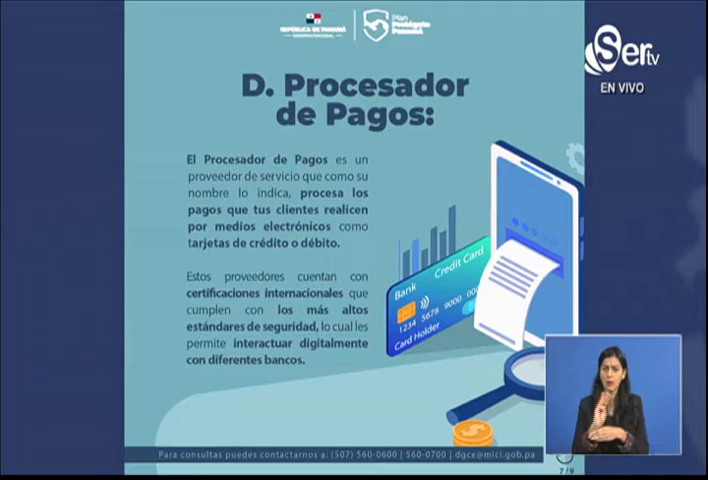 REPÚBLICA DE PANAMÁ
Plan
Protégete
Panamá
Ser tv
EN VIVO
D. Procesador
de Pagos:
El Procesador de Pagos es un
proveedor de servicio que como su
nombre lo indica, procesa los
pagos que tus clientes realicen
por medios electrónicos como
tarjetas de crédito o débito.
Estos proveedores cuentan con
certificaciones internacionales que
cumplen con los más altos
estándares de seguridad, lo cual les
permite interactuar digitalmente
con diferentes bancos.
Credit Card
Bank
1234 5678 9000
Card Holder
Para consultas puedes contactarnos a: (507) 560-0600 | 560-0700 | dgce@mici.gob.pa
7/9